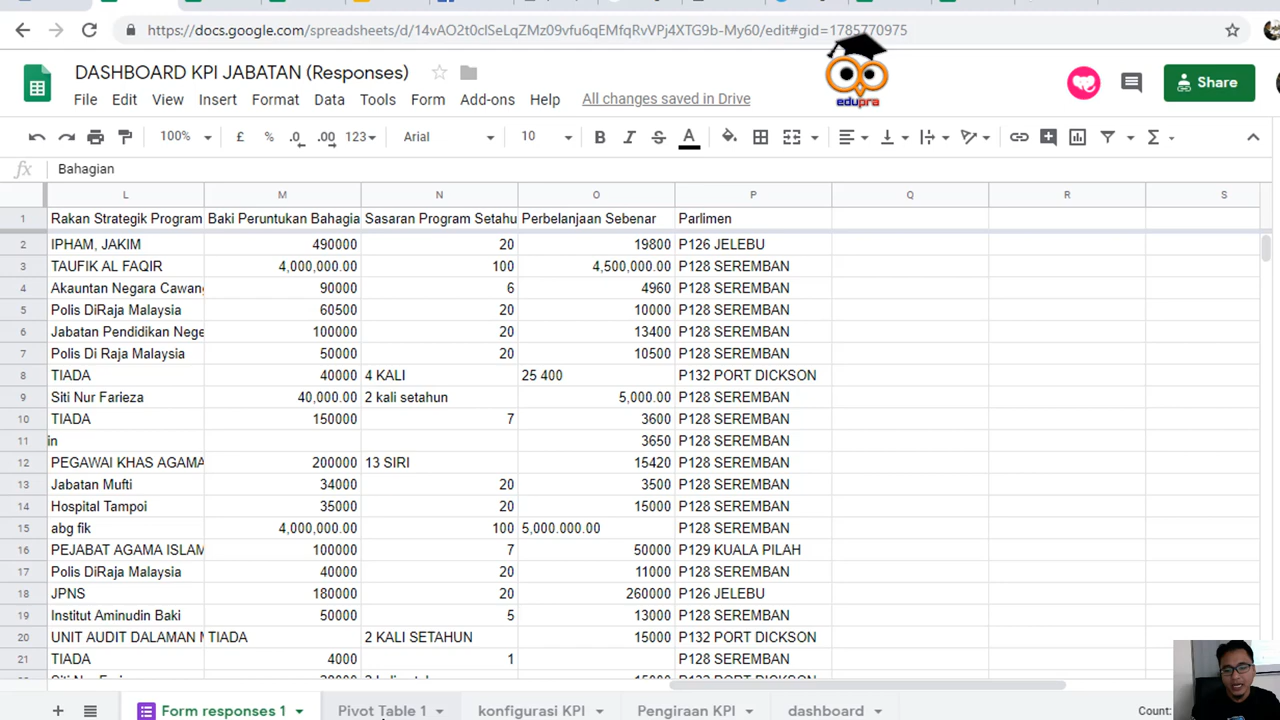 https://docs.google.com/spreadsheets/d/14vAO2t0clSeLqZMz09vfu6qEMfqRvVPj4XTG9b-My60/edit#gid=1785770975
DASHBOARD KPI JABATAN (Responses)
File Edit View Insert Format Data Tools Form Add-ons Help All changes saved in Drive
edupra
Share
100% £ % .0 .00 123 Arial 10 B I S A
fx Bahagian
L M N O P Q R S
1 Rakan Strategik Program Baki Peruntukan Bahagia Sasaran Program Setahu Perbelanjaan Sebenar Parlimen
2 IPHAM, JAKIM 490000 20 19800 P126 JELEBU
3 TAUFIK AL FAQIR 4,000,000.00 100 4,500,000.00 P128 SEREMBAN
4 Akauntan Negara Cawang 90000 6 4960 P128 SEREMBAN
5 Polis DiRaja Malaysia 60500 20 10000 P128 SEREMBAN
6 Jabatan Pendidikan Nege 100000 20 13400 P128 SEREMBAN
7 Polis Di Raja Malaysia 50000 20 10500 P128 SEREMBAN
8 TIADA 40000 4 KALI 25 400 P132 PORT DICKSON
9 Siti Nur Farieza 40,000.00 2 kali setahun 5,000.00 P128 SEREMBAN
10 TIADA 150000 7 3600 P128 SEREMBAN
11 in 3650 P128 SEREMBAN
12 PEGAWAI KHAS AGAMA 200000 13 SIRI 15420 P128 SEREMBAN
13 Jabatan Mufti 34000 20 3500 P128 SEREMBAN
14 Hospital Tampoi 35000 20 15000 P128 SEREMBAN
15 abg fik 4,000,000.00 100 5,000.000.00 P128 SEREMBAN
16 PEJABAT AGAMA ISLAM 100000 7 50000 P129 KUALA PILAH
17 Polis DiRaja Malaysia 40000 20 11000 P128 SEREMBAN
18 JPNS 180000 20 260000 P126 JELEBU
19 Institut Aminudin Baki 50000 5 13000 P128 SEREMBAN
20 UNIT AUDIT DALAMAN TIADA 2 KALI SETAHUN 15000 P132 PORT DICKSON
21 TIADA 4000 1 P128 SEREMBAN
Form responses 1 Pivot Table 1 konfigurasi KPI Pengiraan KPI dashboard Count: